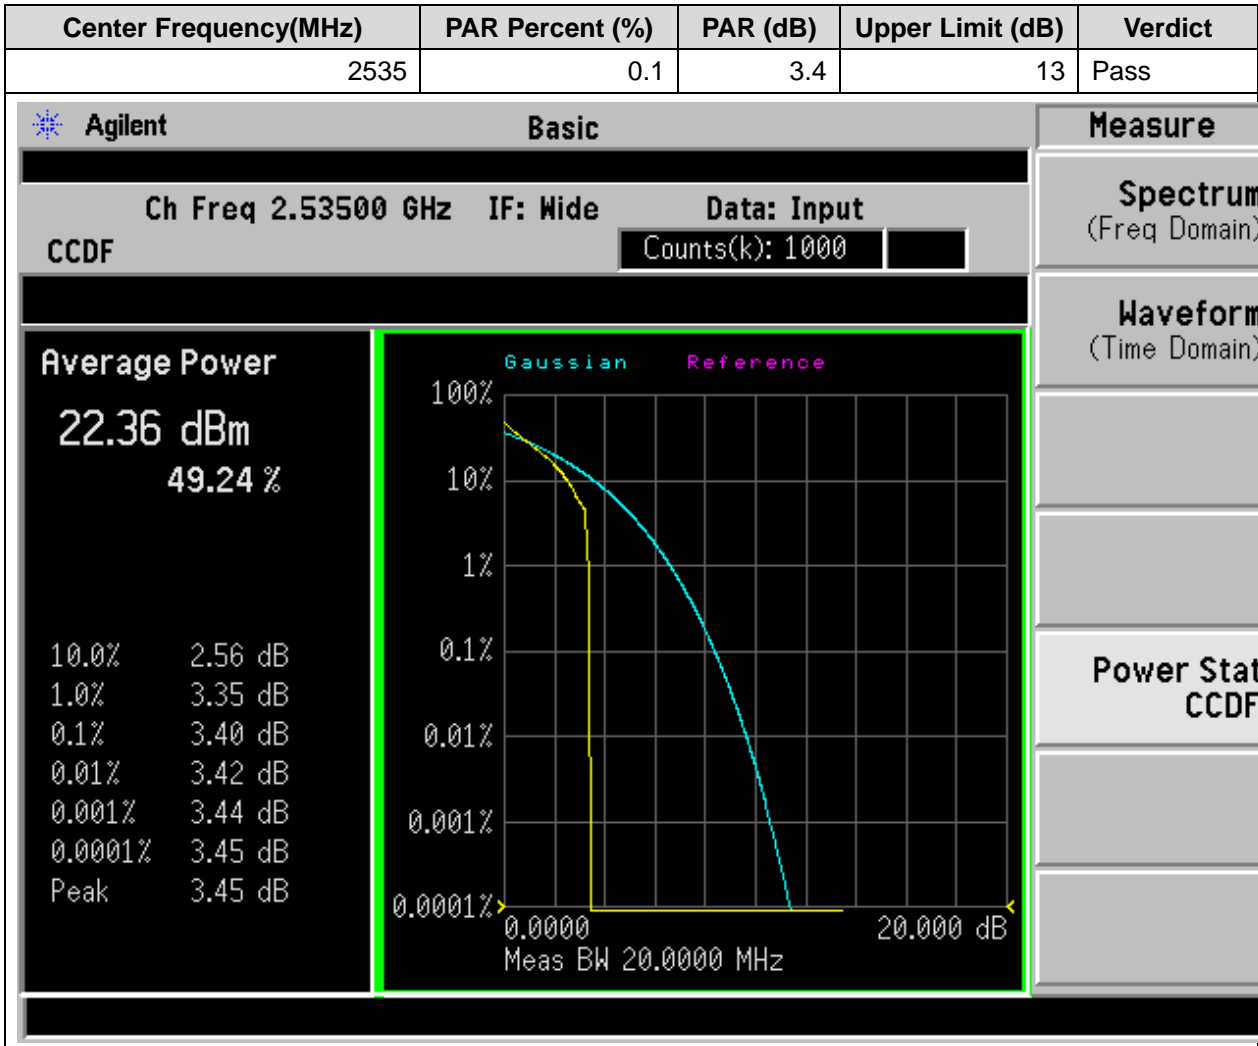 Center Frequency(MHz) PAR Percent (%) PAR (dB) Upper Limit (dB) Verdict
2535 0.1 3.4 13 Pass
Agilent Basic Measure
Ch Freq 2.53500 GHz IF: Wide Data: Input
CCDF Counts(k): 1000
Average Power
22.36 dBm
49.24 %
10.0% 2.56 dB
1.0% 3.35 dB
0.1% 3.40 dB
0.01% 3.42 dB
0.001% 3.44 dB
0.0001% 3.45 dB
Peak 3.45 dB
Gaussian Reference
100%
10%
1%
0.1%
0.01%
0.001%
0.0001%
0.0000 20.000 dB
Meas BW 20.0000 MHz
Spectrum
(Freq Domain)
Waveform
(Time Domain)
Power Stat
CCDF